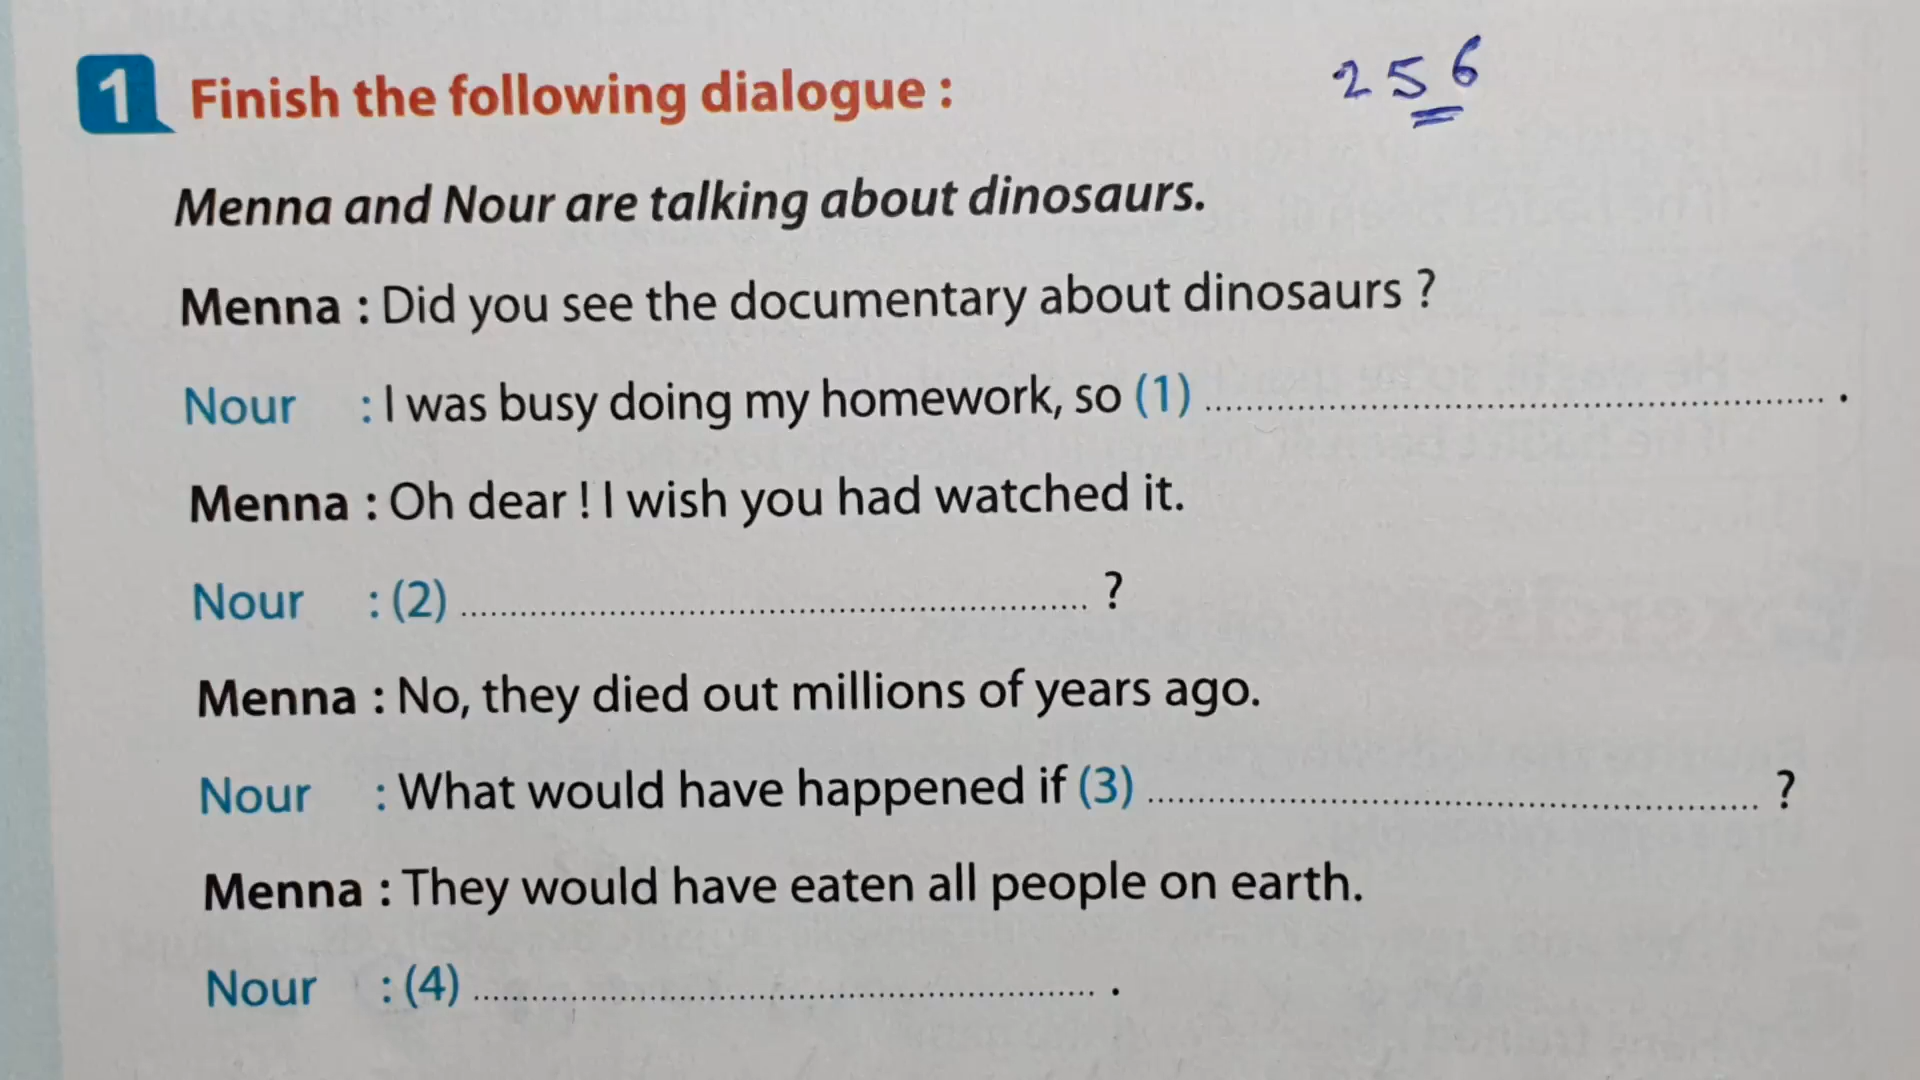 1 Finish the following dialogue : 256
Menna and Nour are talking about dinosaurs.
Menna : Did you see the documentary about dinosaurs ?
Nour : I was busy doing my homework, so (1) .................................................. .
Menna : Oh dear ! I wish you had watched it.
Nour : (2) .................................................. ?
Menna : No, they died out millions of years ago.
Nour : What would have happened if (3) .................................................. ?
Menna : They would have eaten all people on earth.
Nour : (4) .................................................. .